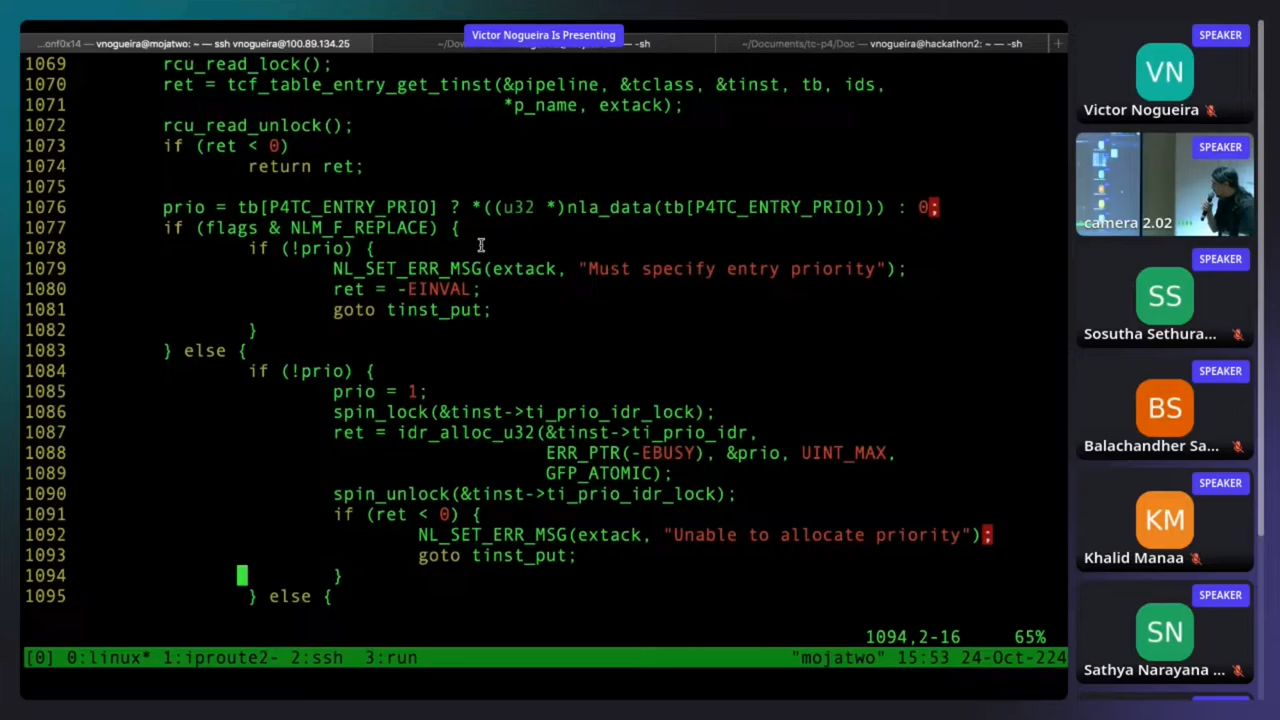 Victor Nogueira Is Presenting
...onf0x14 — vnogueira@mojatwo: ~ — ssh vnogueira@100.89.134.25
~/Dow
-sh
~/Documents/tc-p4/Doc — vnogueira@hackathon2: ~ — -sh
+
1069 rcu_read_lock();
1070 ret = tcf_table_entry_get_tinst(&pipeline, &tclass, &tinst, tb, ids,
1071 *p_name, extack);
1072 rcu_read_unlock();
1073 if (ret < 0)
1074 return ret;
1075
1076 prio = tb[P4TC_ENTRY_PRIO] ? *((u32 *)nla_data(tb[P4TC_ENTRY_PRIO])) : 0;
1077 if (flags & NLM_F_REPLACE) {
1078 if (!prio) {
1079 NL_SET_ERR_MSG(extack, "Must specify entry priority");
1080 ret = -EINVAL;
1081 goto tinst_put;
1082 }
1083 } else {
1084 if (!prio) {
1085 prio = 1;
1086 spin_lock(&tinst->ti_prio_idr_lock);
1087 ret = idr_alloc_u32(&tinst->ti_prio_idr,
1088 ERR_PTR(-EBUSY), &prio, UINT_MAX,
1089 GFP_ATOMIC);
1090 spin_unlock(&tinst->ti_prio_idr_lock);
1091 if (ret < 0) {
1092 NL_SET_ERR_MSG(extack, "Unable to allocate priority");
1093 goto tinst_put;
1094 }
1095 } else {
1094,2-16 65%
[0] 0:linux* 1:iproute2- 2:ssh 3:run "mojatwo" 15:53 24-Oct-224
SPEAKER
VN
Victor Nogueira
SPEAKER
camera 2.02
SPEAKER
SS
Sosutha Sethura...
SPEAKER
BS
Balachandher Sa...
SPEAKER
KM
Khalid Manaa
SPEAKER
SN
Sathya Narayana ...